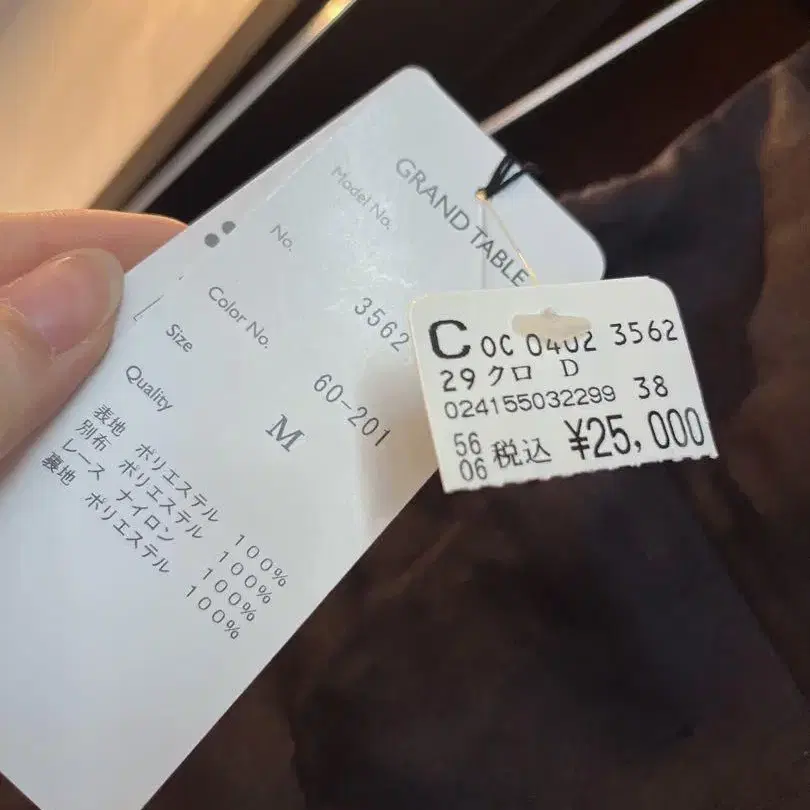 GRAND TABLE
Model No.
No. 3562
Color No. 60-201
Size M
Quality
表地 ポリエステル 100%
別布 ポリエステル 100%
レース ナイロン 100%
裏地 ポリエステル 100%
C OC 0402 3562
29 クロ D
024155032299 38
56
06 税込 ¥25,000